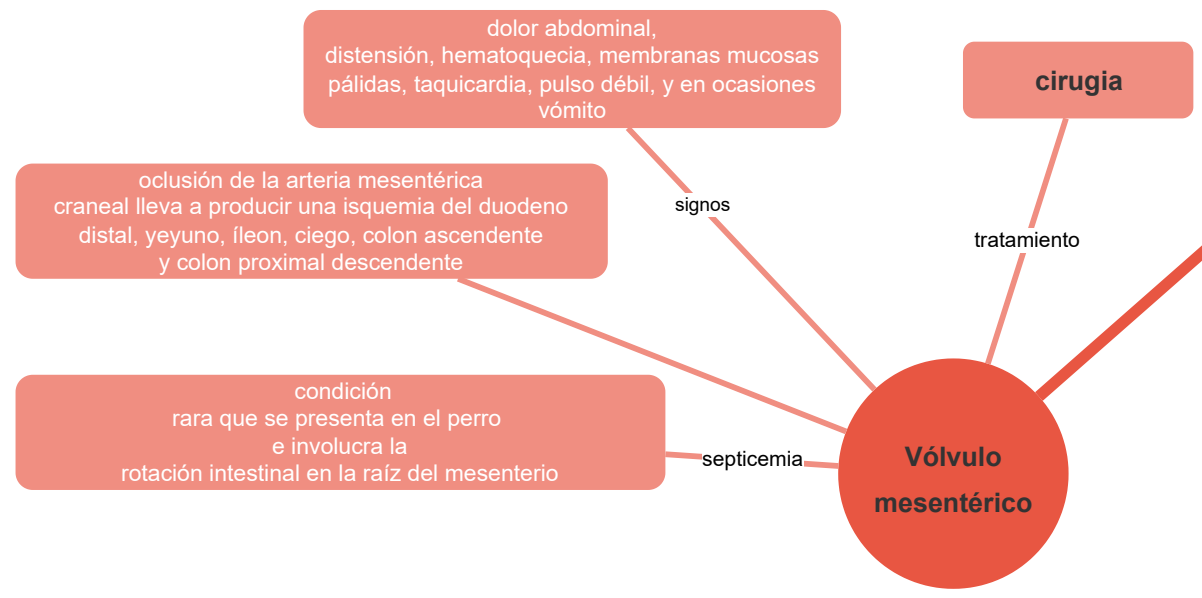 dolor abdominal,
distensión, hematoquecia, membranas mucosas
pálidas, taquicardia, pulso débil, y en ocasiones
vómito
cirugia
oclusión de la arteria mesentérica
craneal lleva a producir una isquemia del duodeno
distal, yeyuno, íleon, ciego, colon ascendente
y colon proximal descendente
signos
tratamiento
condición
rara que se presenta en el perro
e involucra la
rotación intestinal en la raíz del mesenterio
septicemia
Vólvulo
mesentérico